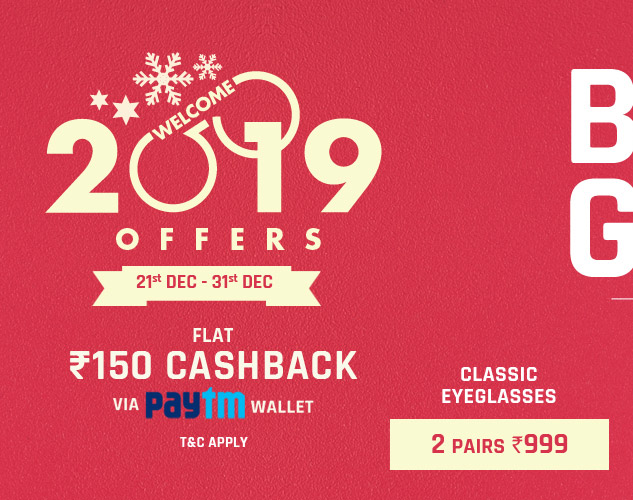 WELCOME
2019
OFFERS
21st DEC - 31st DEC
FLAT
₹150 CASHBACK
VIA paytm WALLET
T&C APPLY
B
G
CLASSIC
EYEGLASSES
2 PAIRS ₹999